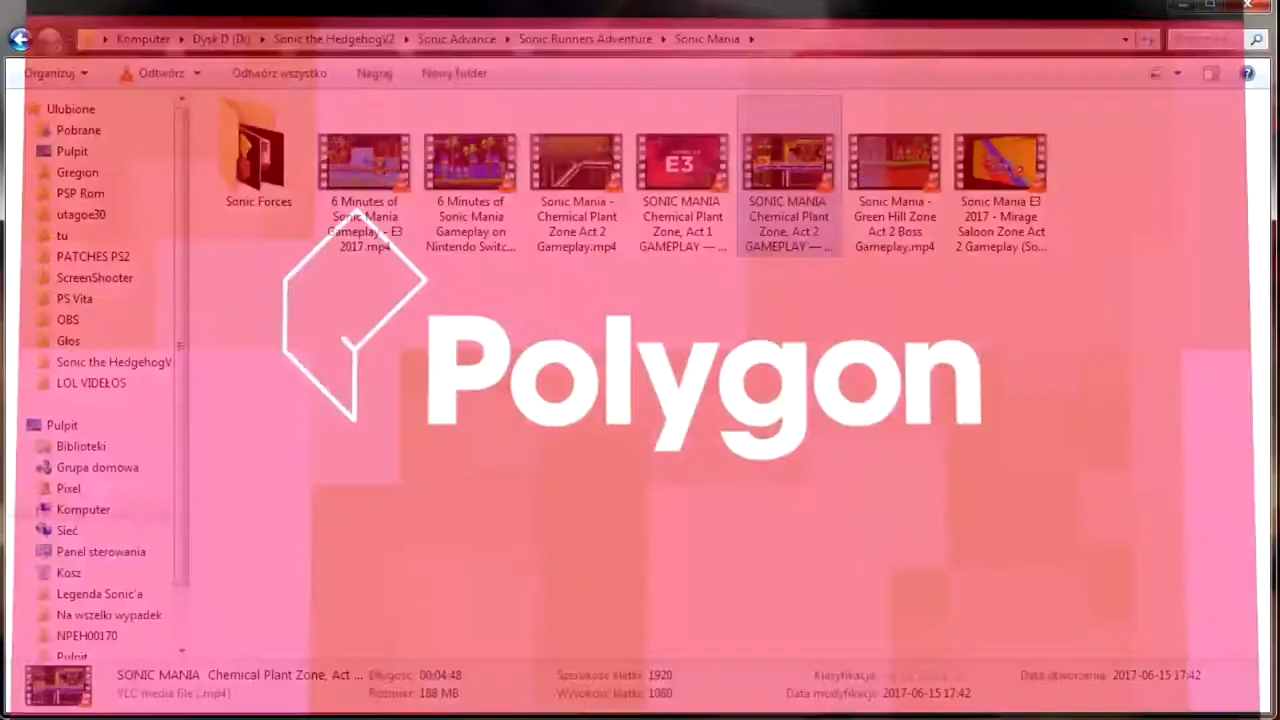 Komputer Dysk D (D:) Sonic the HedgehogV2 Sonic Advance Sonic Runners Adventure Sonic Mania
Organizuj Odtwórz Odtwórz wszystko Nagraj Nowy folder
Ulubione
Pobrane
Pulpit
Gregion
PSP Rom
utagoe30
tu
PATCHES PS2
ScreenShooter
PS Vita
OBS
Głos
Sonic the HedgehogV
LOL VIDEŁOS
Pulpit
Biblioteki
Grupa domowa
Pixel
Komputer
Sieć
Panel sterowania
Kosz
Legenda Sonic'a
Na wszelki wypadek
NPEH00170
Pulpit
Sonic Forces
6 Minutes of
Sonic Mania
Gameplay - E3
2017.mp4
6 Minutes of
Sonic Mania
Gameplay on
Nintendo Switc...
Sonic Mania -
Chemical Plant
Zone Act 2
Gameplay.mp4
E3
SONIC MANIA
Chemical Plant
Zone, Act 1
GAMEPLAY — ...
SONIC MANIA
Chemical Plant
Zone, Act 2
GAMEPLAY — ...
Sonic Mania -
Green Hill Zone
Act 2 Boss
Gameplay.mp4
Sonic Mania E3
2017 - Mirage
Saloon Zone Act
2 Gameplay (So...
Polygon
SONIC MANIA Chemical Plant Zone, Act ... Długość: 00:04:48 Szerokość klatki: 1920 Klasyfikacja: Data utworzenia: 2017-06-15 17:42
VLC media file (.mp4) Rozmiar: 188 MB Wysokość klatki: 1080 Data modyfikacji: 2017-06-15 17:42